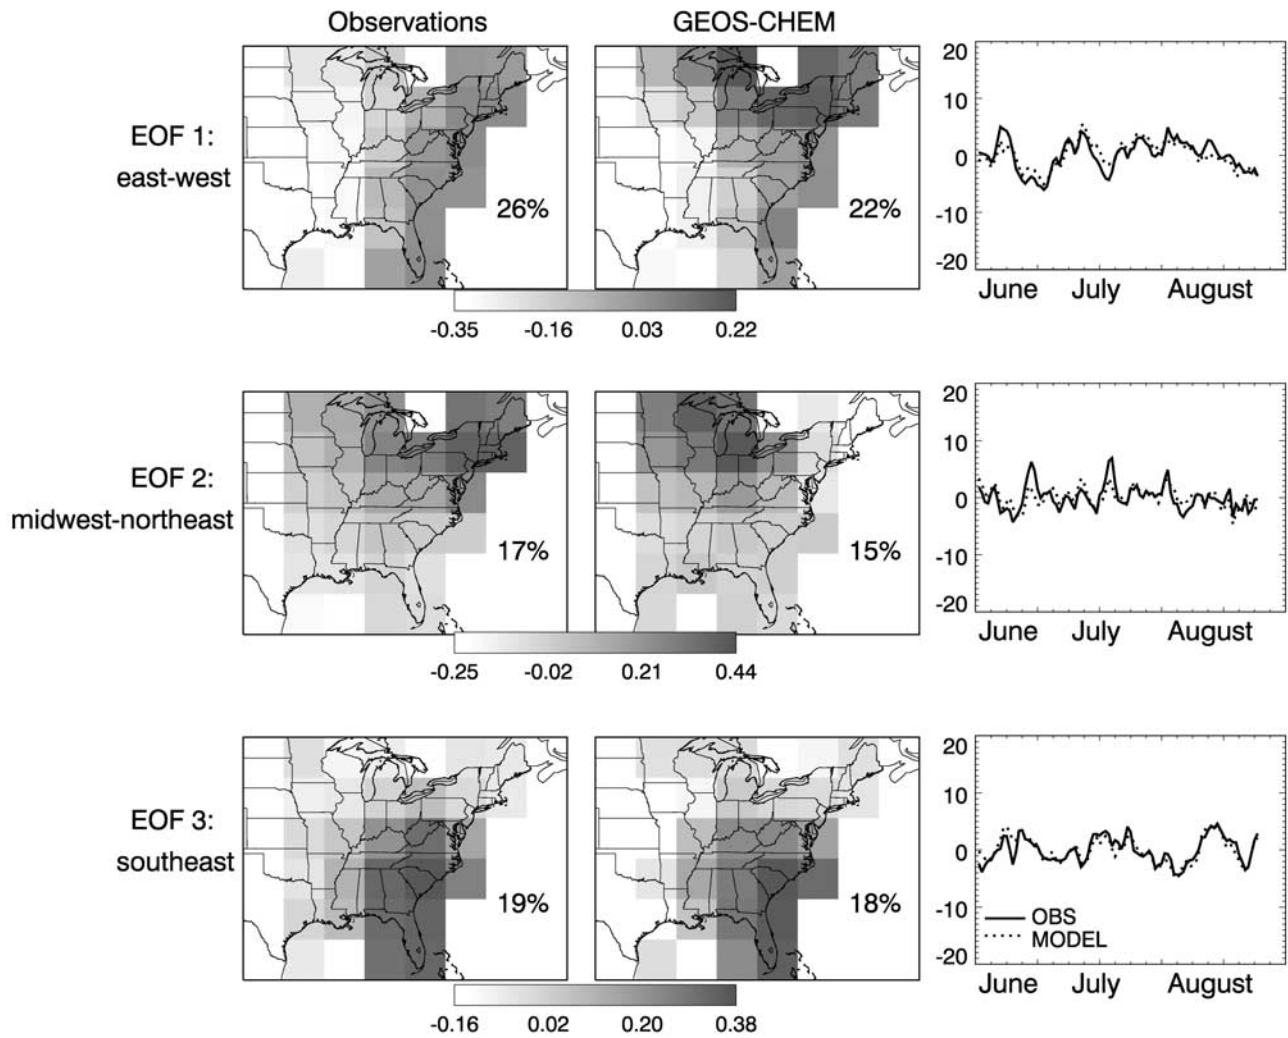 Observations GEOS-CHEM
EOF 1:
east-west
26%
22%
20
10
0
-10
-20
June July August
-0.35 -0.16 0.03 0.22
EOF 2:
midwest-northeast
17%
15%
20
10
0
-10
-20
June July August
-0.25 -0.02 0.21 0.44
EOF 3:
southeast
19%
18%
20
10
0
-10
-20
OBS
MODEL
June July August
-0.16 0.02 0.20 0.38